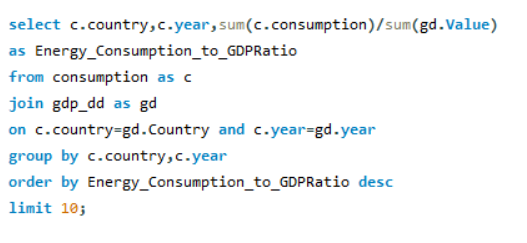 select c.country,c.year,sum(c.consumption)/sum(gd.Value)
as Energy_Consumption_to_GDPRatio
from consumption as c
join gdp_dd as gd
on c.country=gd.Country and c.year=gd.year
group by c.country,c.year
order by Energy_Consumption_to_GDPRatio desc
limit 10;